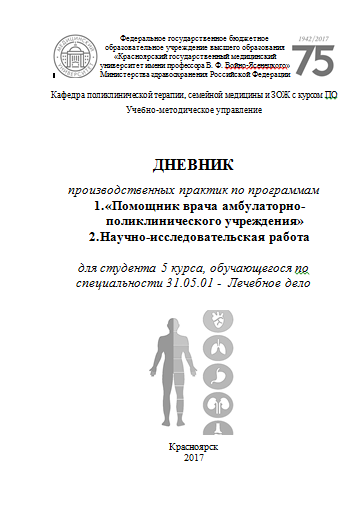 Федеральное государственное бюджетное
образовательное учреждение высшего образования
«Красноярский государственный медицинский
университет имени профессора В. Ф. Войно-Ясенецкого»
Министерства здравоохранения Российской Федерации
1942/2017
75
Кафедра поликлинической терапии, семейной медицины и ЗОЖ с курсом ПО
Учебно-методическое управление
ДНЕВНИК
производственных практик по программам
1.«Помощник врача амбулаторно-
поликлинического учреждения»
2.Научно-исследовательская работа
для студента 5 курса, обучающегося по
специальности 31.05.01 - Лечебное дело
Красноярск
2017